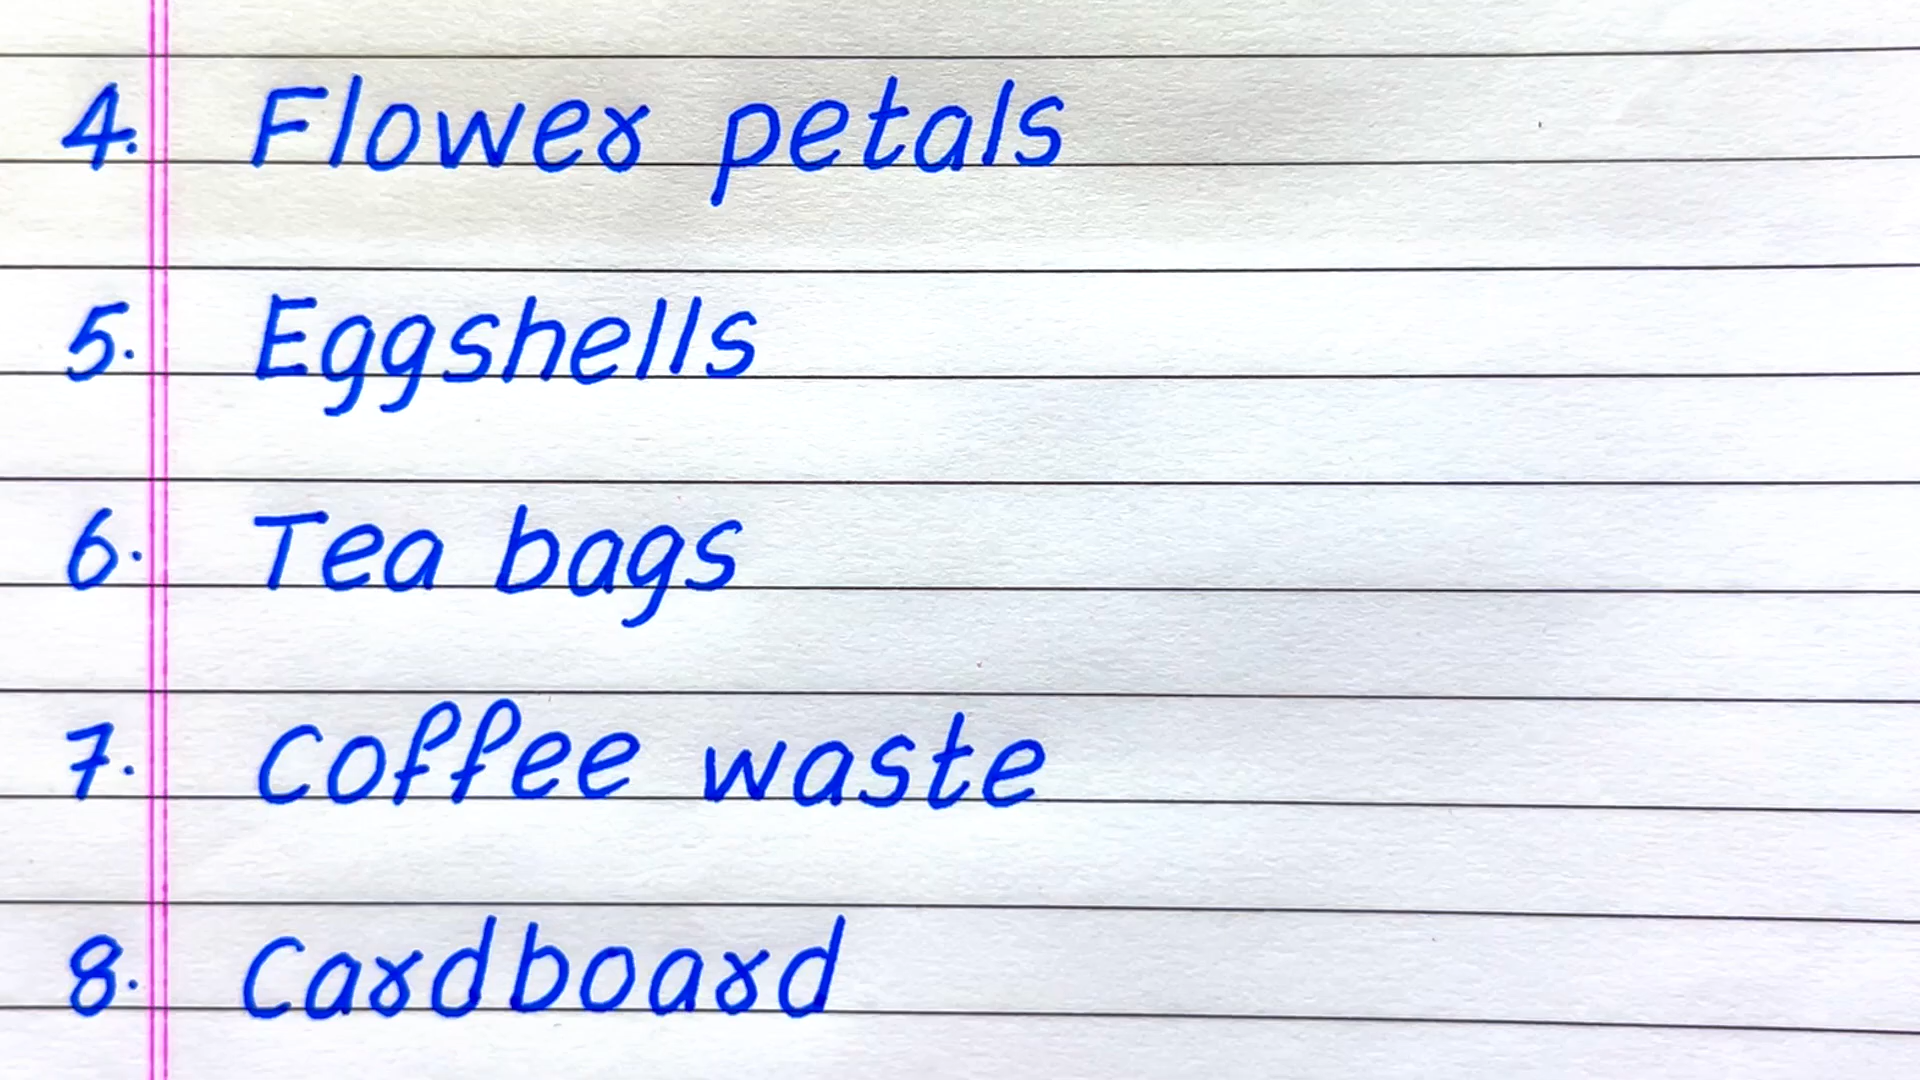 4. Flower petals
5. Eggshells
6. Tea bags
7. Coffee waste
8. Cardboard